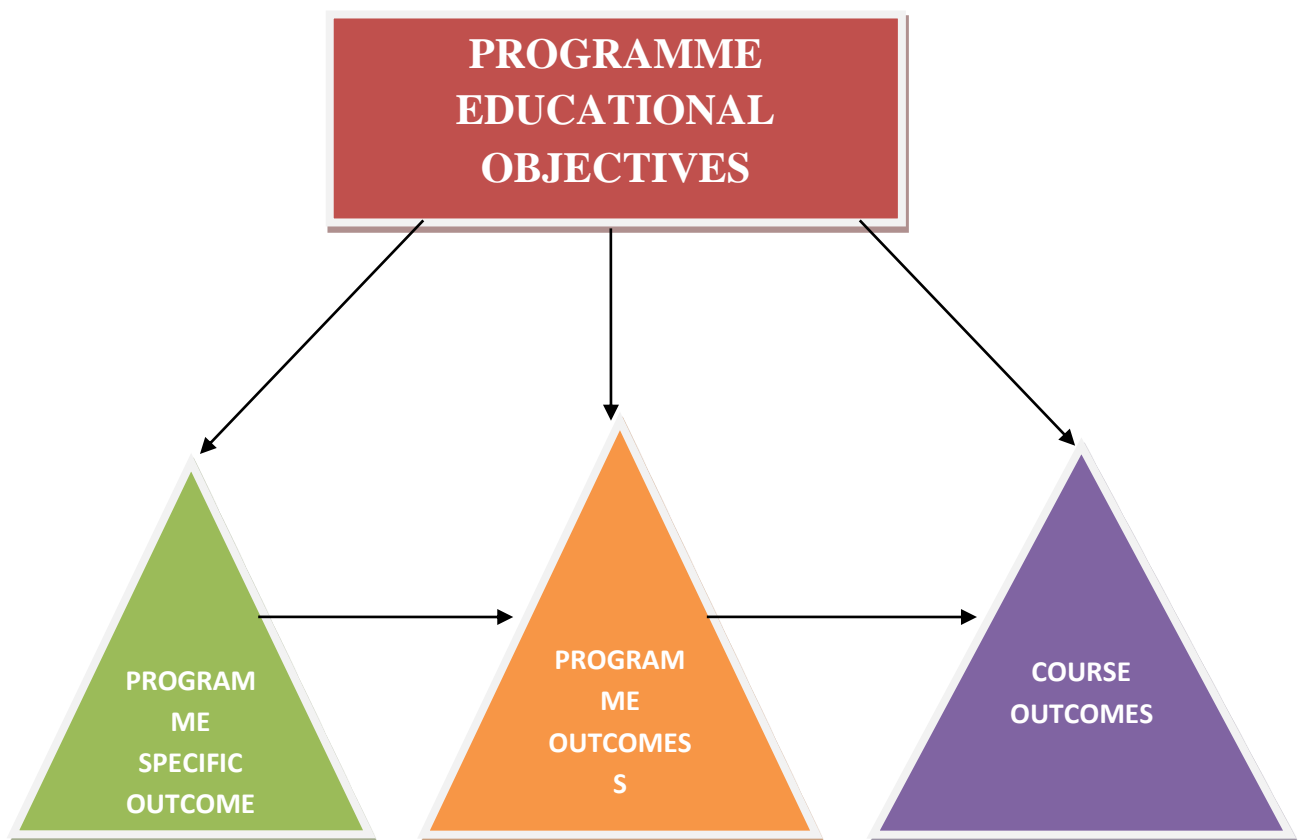 PROGRAMME
EDUCATIONAL
OBJECTIVES
PROGRAM
ME
SPECIFIC
OUTCOME
PROGRAM
ME
OUTCOMES
S
COURSE
OUTCOMES